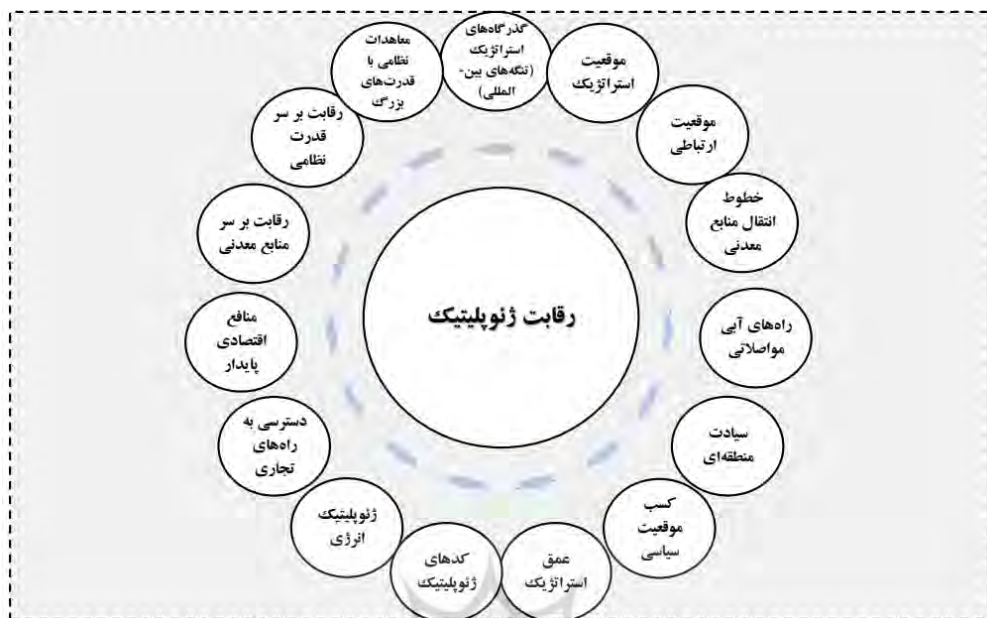 گذرگاه‌های
استراتژیک
(تنگه‌های بین-
المللی)
موقعیت
استراتژیک
موقعیت
ارتباطی
خطوط
انتقال منابع
معدنی
راه‌های آبی
مواصلاتی
سیادت
منطقه‌ای
کسب
موقعیت
سیاسی
عمق
استراتژیک
کدهای
ژئوپلیتیک
ژئوپلیتیک
انرژی
دسترسی به
راه‌های
تجاری
منافع
اقتصادی
پایدار
رقابت بر سر
منابع معدنی
رقابت بر سر
قدرت
نظامی
معاهدات
نظامی با
قدرت‌های
بزرگ
رقابت ژئوپلیتیک